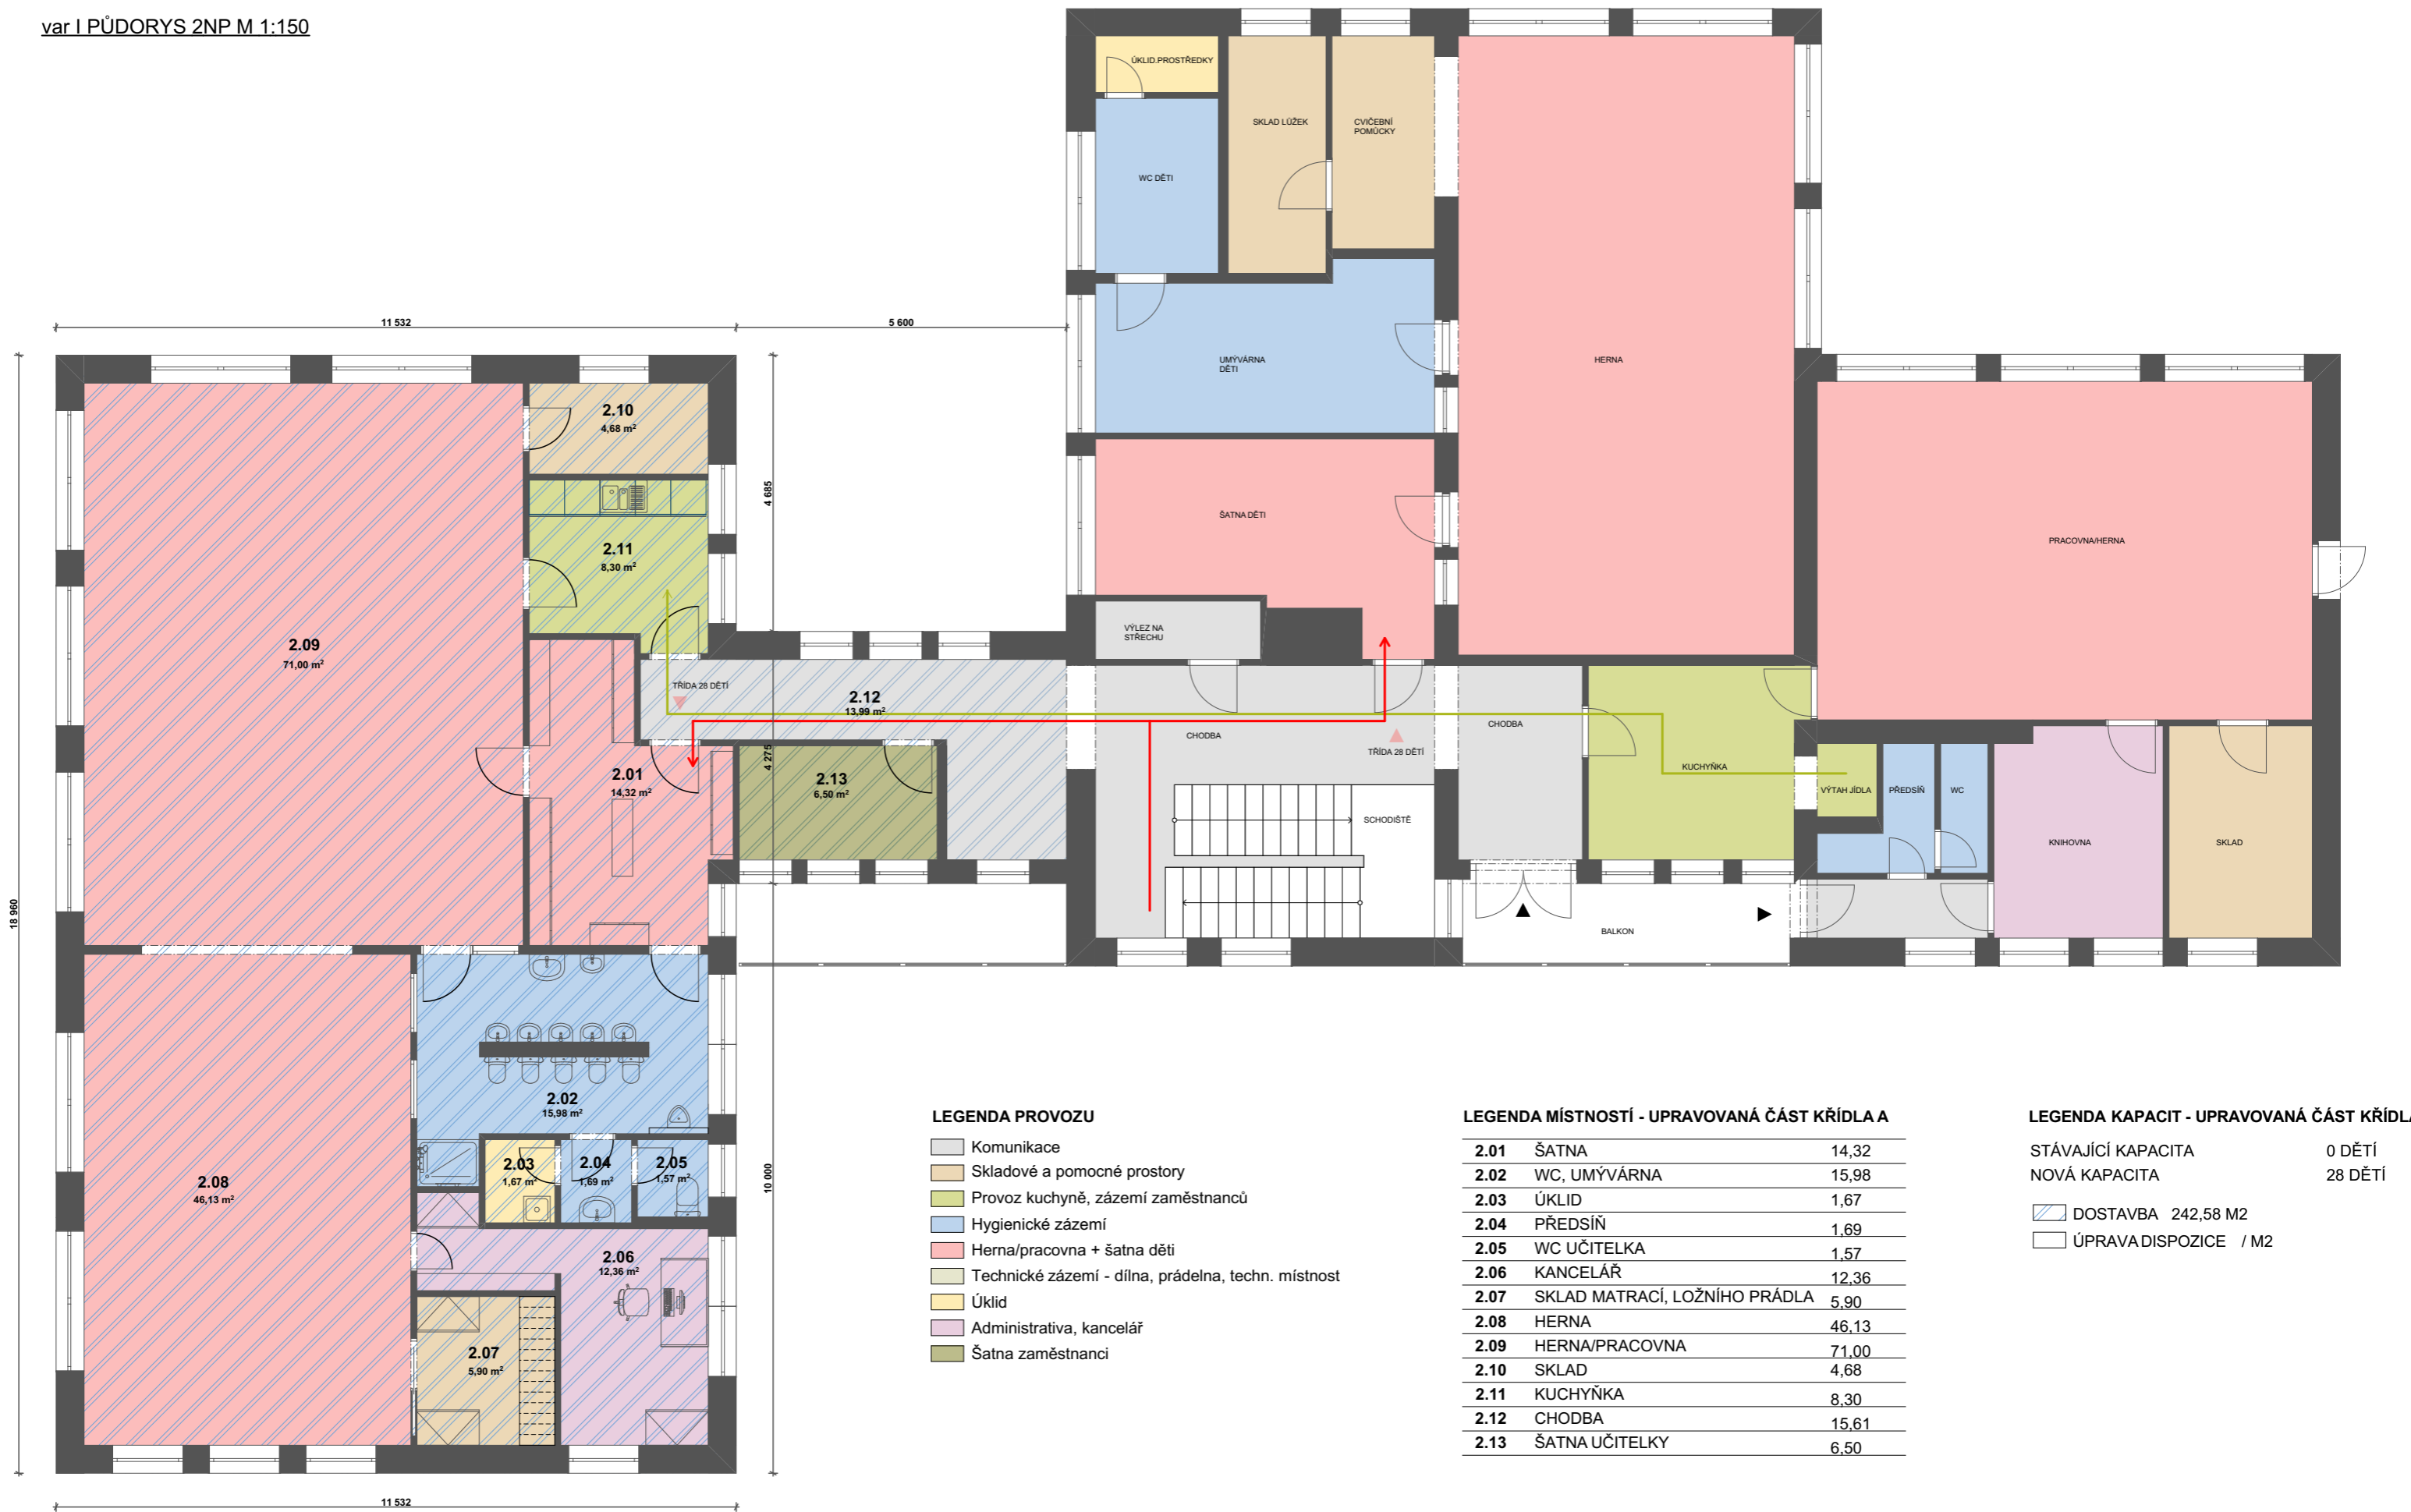 var I PŮDORYS 2NP M 1:150
ÚKLID.PROSTŘEDKY
SKLAD LŮŽEK
CVIČEBNÍ
POMŮCKY
WC DĚTI
11 532
5 600
UMÝVÁRNA
DĚTI
HERNA
2.10
4,68 m²
4 685
ŠATNA DĚTI
PRACOVNA/HERNA
2.11
8,30 m²
2.09
71,00 m²
VÝLEZ NA
STŘECHU
TŘÍDA 28 DĚTÍ
2.12
13,99 m²
CHODBA
TŘÍDA 28 DĚTÍ
CHODBA
KUCHYŇKA
4 275
2.01
14,32 m²
2.13
6,50 m²
VÝTAH JÍDLA
PŘEDSÍŇ
WC
SCHODIŠTĚ
KNIHOVNA
SKLAD
18 960
BALKON
2.02
15,98 m²
2.03
1,67 m²
2.04
1,69 m²
2.05
1,57 m²
2.08
46,13 m²
10 000
2.06
12,36 m²
2.07
5,90 m²
11 532
LEGENDA PROVOZU
Komunikace
Skladové a pomocné prostory
Provoz kuchyně, zázemí zaměstnanců
Hygienické zázemí
Herna/pracovna + šatna děti
Technické zázemí - dílna, prádelna, techn. místnost
Úklid
Administrativa, kancelář
Šatna zaměstnanci
LEGENDA MÍSTNOSTÍ - UPRAVOVANÁ ČÁST KŘÍDLA A
2.01 ŠATNA 14,32
2.02 WC, UMÝVÁRNA 15,98
2.03 ÚKLID 1,67
2.04 PŘEDSÍŇ 1,69
2.05 WC UČITELKA 1,57
2.06 KANCELÁŘ 12,36
2.07 SKLAD MATRACÍ, LOŽNÍHO PRÁDLA 5,90
2.08 HERNA 46,13
2.09 HERNA/PRACOVNA 71,00
2.10 SKLAD 4,68
2.11 KUCHYŇKA 8,30
2.12 CHODBA 15,61
2.13 ŠATNA UČITELKY 6,50
LEGENDA KAPACIT - UPRAVOVANÁ ČÁST KŘÍDL
STÁVAJÍCÍ KAPACITA 0 DĚTÍ
NOVÁ KAPACITA 28 DĚTÍ
DOSTAVBA 242,58 M2
ÚPRAVA DISPOZICE / M2